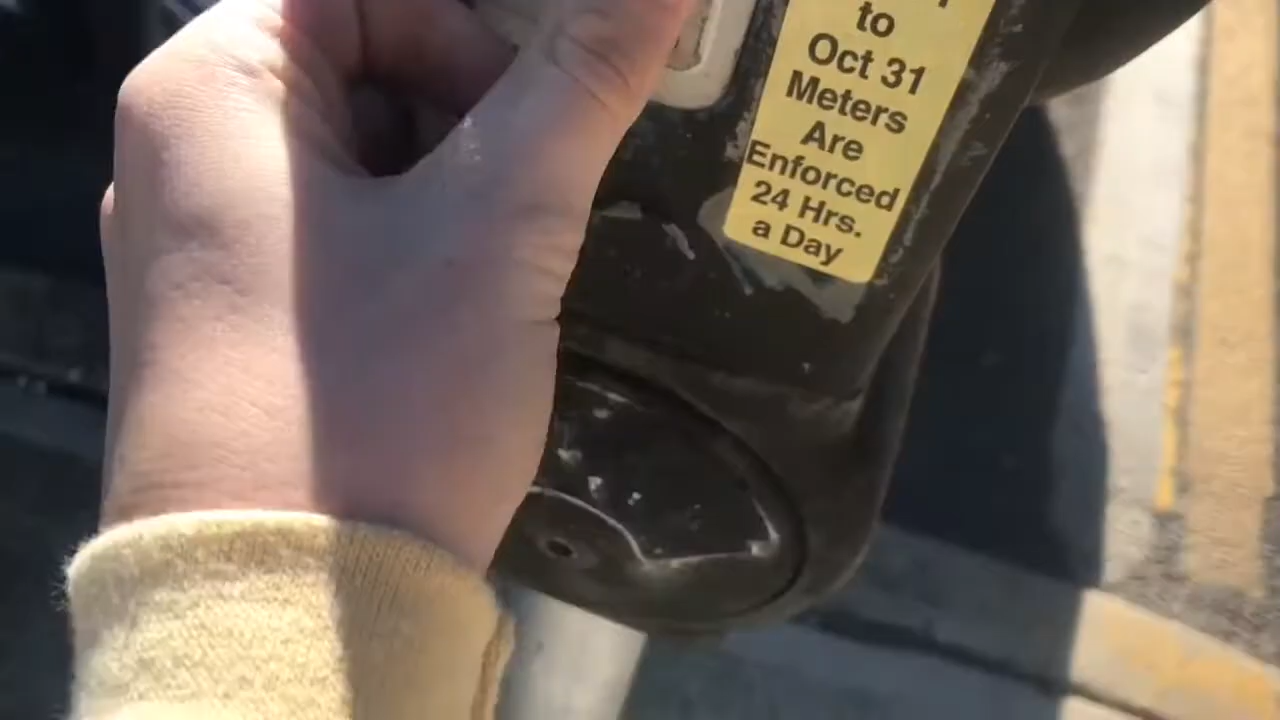 to
Oct 31
Meters
Are
Enforced
24 Hrs.
a Day